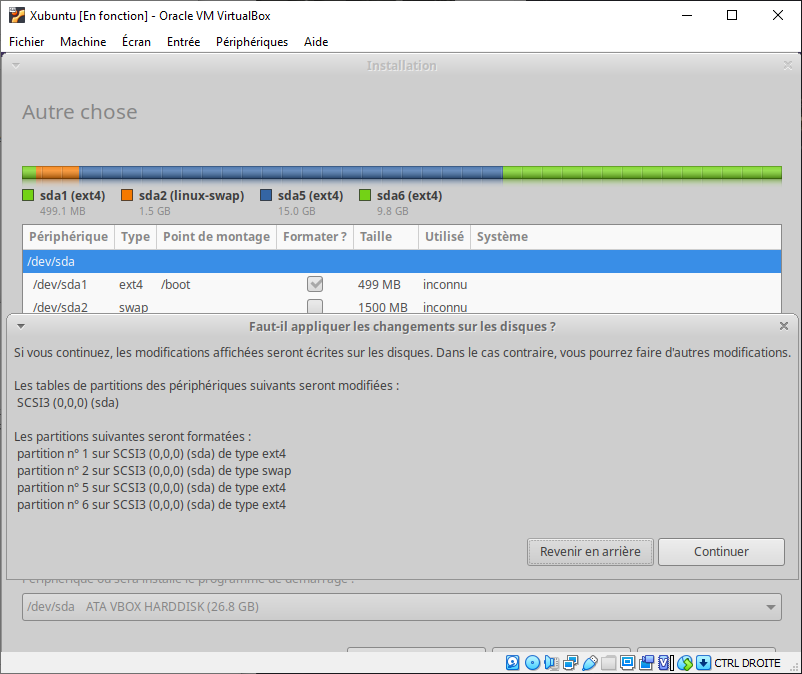 Xubuntu [En fonction] - Oracle VM VirtualBox
Fichier Machine Écran Entrée Périphériques Aide
Installation
Autre chose
sda1 (ext4) sda2 (linux-swap) sda5 (ext4) sda6 (ext4)
499.1 MB 1.5 GB 15.0 GB 9.8 GB
Périphérique Type Point de montage Formater ? Taille Utilisé Système
/dev/sda
/dev/sda1 ext4 /boot 499 MB inconnu
/dev/sda2 swap 1500 MB inconnu
Faut-il appliquer les changements sur les disques ?
Si vous continuez, les modifications affichées seront écrites sur les disques. Dans le cas contraire, vous pourrez faire d'autres modifications.
Les tables de partitions des périphériques suivants seront modifiées :
SCSI3 (0,0,0) (sda)
Les partitions suivantes seront formatées :
partition n° 1 sur SCSI3 (0,0,0) (sda) de type ext4
partition n° 2 sur SCSI3 (0,0,0) (sda) de type swap
partition n° 5 sur SCSI3 (0,0,0) (sda) de type ext4
partition n° 6 sur SCSI3 (0,0,0) (sda) de type ext4
Revenir en arrière Continuer
Périphérique où sera installé le programme de démarrage :
/dev/sda ATA VBOX HARDDISK (26.8 GB)
CTRL DROITE